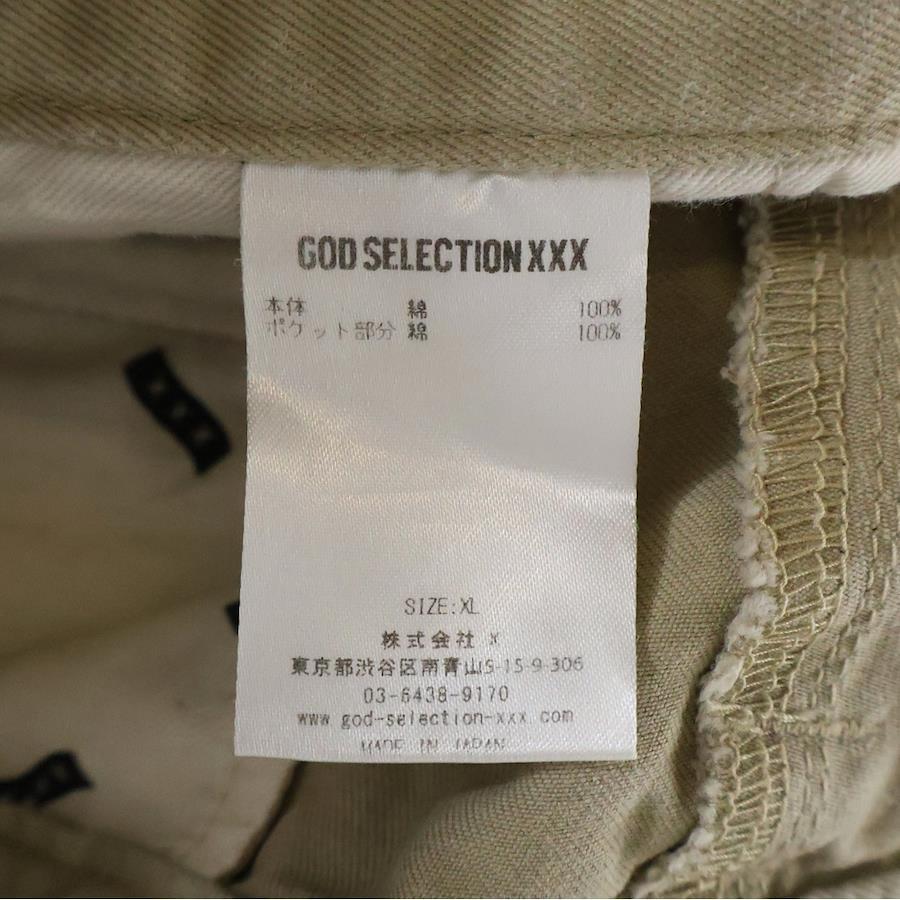 GOD SELECTION XXX
本体 綿 100%
ポケット部分 綿 100%
SIZE:XL
株式会社 X
東京都渋谷区南青山5-15-9-306
03-6438-9170
www god-selection-xxx com
MADE IN JAPAN